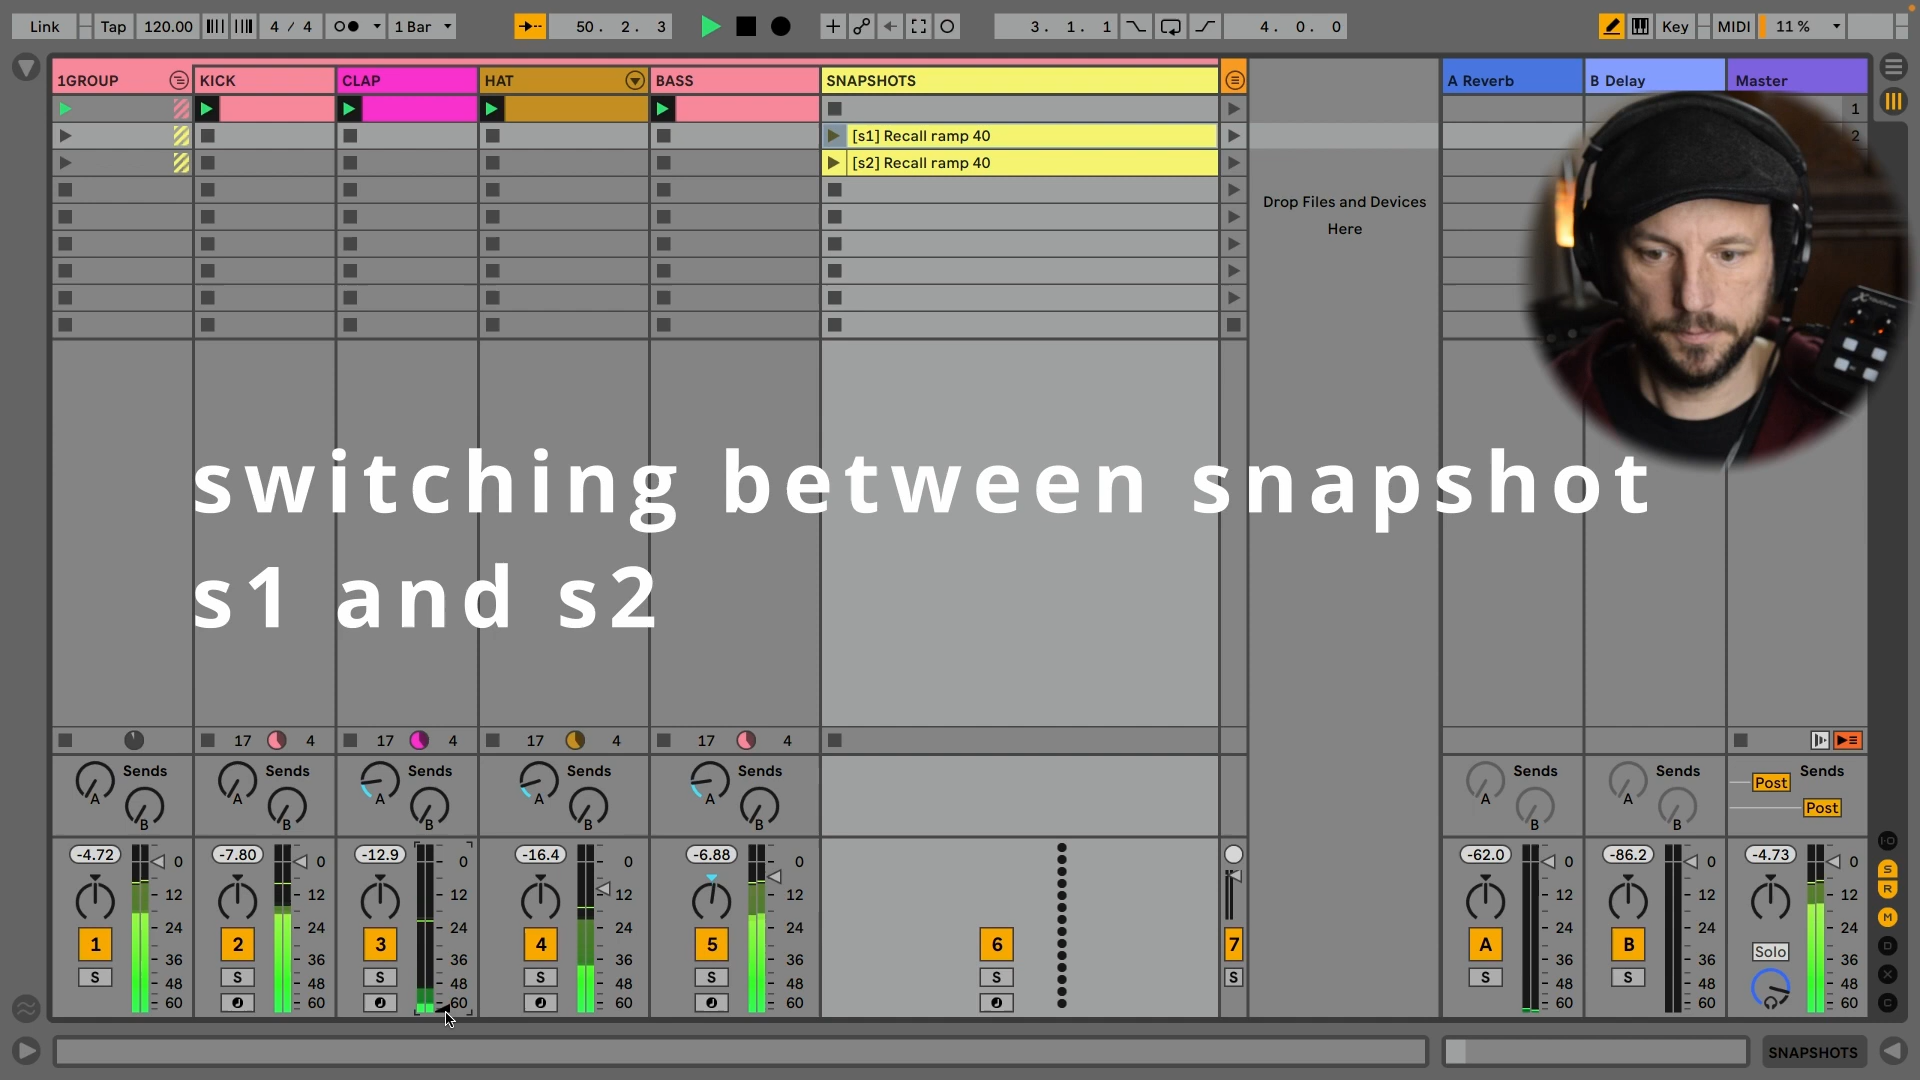 Link Tap 120.00 4 / 4 1 Bar 50. 2. 3 3. 1. 1 4. 0. 0 Key MIDI 11 %
1GROUP KICK CLAP HAT BASS SNAPSHOTS A Reverb B Delay Master
1
[s1] Recall ramp 40 2
[s2] Recall ramp 40
Drop Files and Devices
Here
switching between snapshot
s1 and s2
17 4 17 4 17 4 17 4
Sends Sends Sends Sends Sends Sends Sends Sends
A A A A A A A Post
B B B B B B B Post
-4.72 0 -7.80 0 -12.9 0 -16.4 0 -6.88 0 -62.0 0 -86.2 0 -4.73 0
12 12 12 12 12 12 12 12
24 24 24 24 24 24 24 24
1 2 3 4 5 6 7 A B Solo
36 36 36 36 36 36 36 36
S S S S S S S S S
48 48 48 48 48 48 48 48
60 60 60 60 60 60 60 60
I·O
S
R
M
D
X
C
SNAPSHOTS